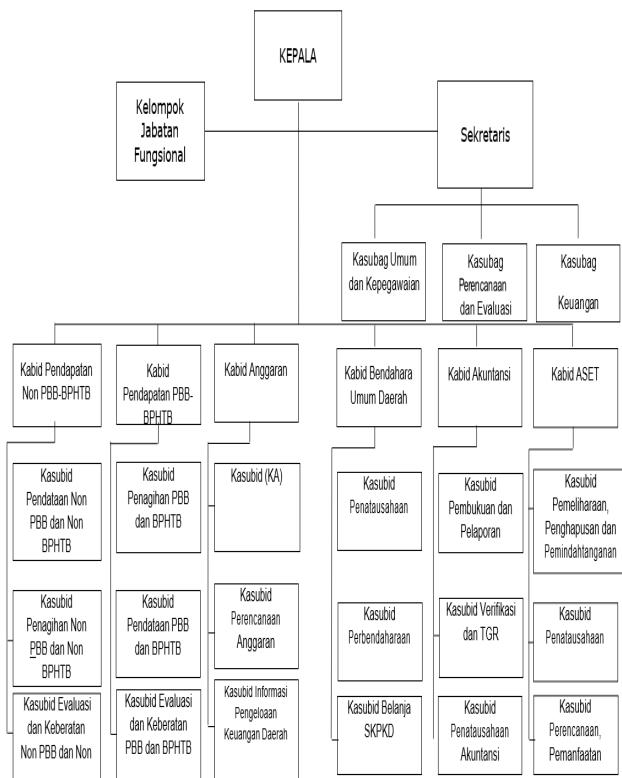 KEPALA
Kelompok
Jabatan
Fungsional
Sekretaris
Kasubag Umum
dan Kepegawaian
Kasubag
Perencanaan
dan Evaluasi
Kasubag
Keuangan
Kabid Pendapatan
Non PBB-BPHTB
Kabid
Pendapatan PBB-
BPHTB
Kabid Anggaran
Kabid Bendahara
Umum Daerah
Kabid Akuntansi
Kabid ASET
Kasubid
Pendataan Non
PBB dan Non
BPHTB
Kasubid
Penagihan PBB
dan BPHTB
Kasubid (KA)
Kasubid
Penatausahaan
Kasubid
Pembukuan dan
Pelaporan
Kasubid
Pemeliharaan,
Penghapusan dan
Pemindahtanganan
Kasubid
Penagihan Non
PBB dan Non
BPHTB
Kasubid
Pendataan PBB
dan BPHTB
Kasubid
Perencanaan
Anggaran
Kasubid
Perbendaharaan
Kasubid Verifikasi
dan TGR
Kasubid
Penatausahaan
Kasubid Evaluasi
dan Keberatan
Non PBB dan Non
Kasubid Evaluasi
dan Keberatan
PBB dan BPHTB
Kasubid Informasi
Pengeloaan
Keuangan Daerah
Kasubid Belanja
SKPKD
Kasubid
Penatausahaan
Akuntansi
Kasubid
Perencanaan,
Pemanfaatan